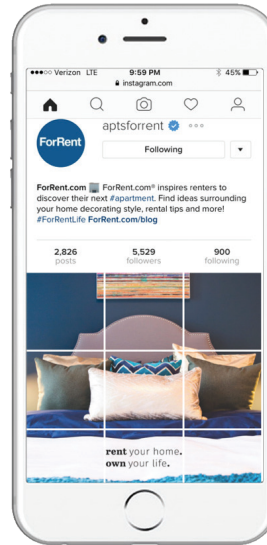 Verizon LTE 9:59 PM 45%
instagram.com
ForRent
aptsforrent
Following
ForRent.com ForRent.com® inspires renters to
discover their next #apartment. Find ideas surrounding
your home decorating style, rental tips and more!
#ForRentLife ForRent.com/blog
2,826 5,529 900
posts followers following
rent your home.
own your life.